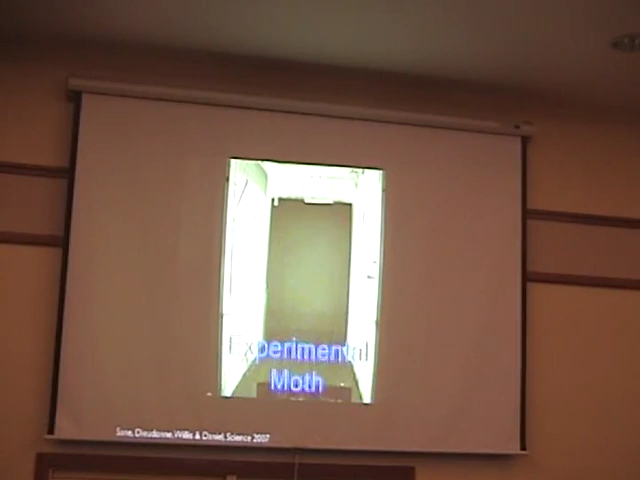 Experimental
Moth
Sane, Dieudonne, Willis & Daniel, Science 2007